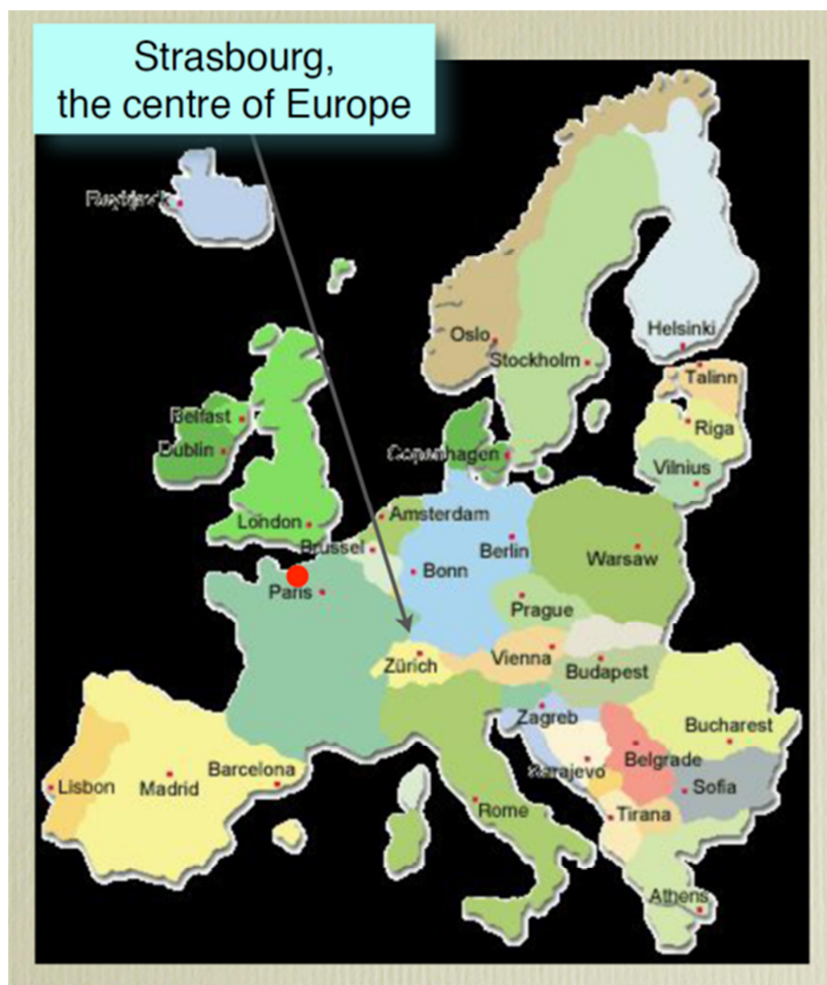 Strasbourg,
the centre of Europe
Reykjavik
Oslo
Helsinki
Stockholm
Talinn
Belfast
Riga
Dublin
Copenhagen
Vilnius
London
Amsterdam
Brussel
Berlin
Warsaw
Bonn
Paris
Prague
Zürich
Vienna
Budapest
Zagreb
Bucharest
Belgrade
Barcelona
Sarajevo
Lisbon
Madrid
Sofia
Rome
Tirana
Athens